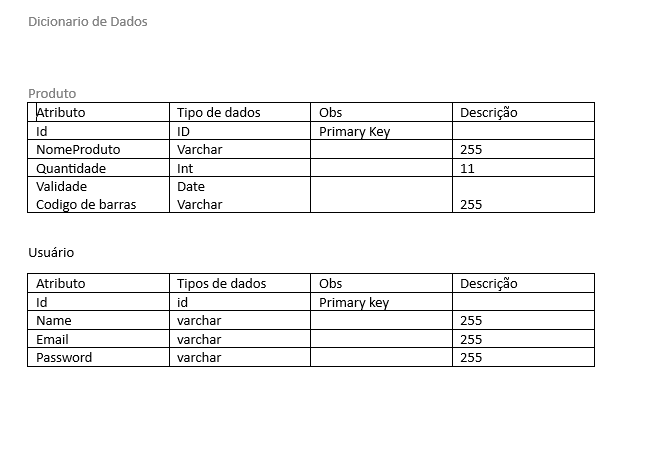 Dicionario de Dados
Produto
Atributo Tipo de dados Obs Descrição
Id ID Primary Key
NomeProduto Varchar 255
Quantidade Int 11
Validade Date
Codigo de barras Varchar 255
Usuário
Atributo Tipos de dados Obs Descrição
Id id Primary key
Name varchar 255
Email varchar 255
Password varchar 255